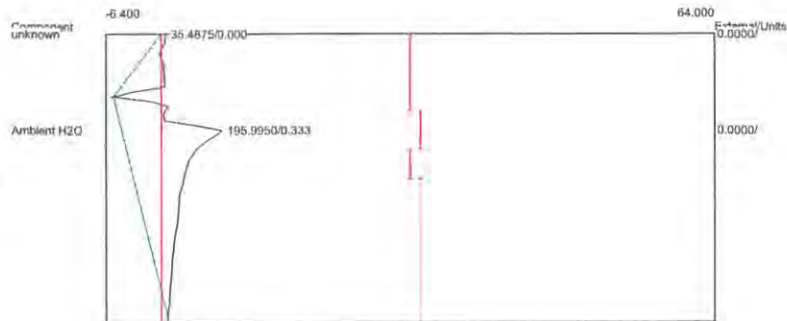 -6.400 64.000
Component External/Units
unknown 35.4875/0.000 0.0000/
Ambient H2O 195.9950/0.333 0.0000/